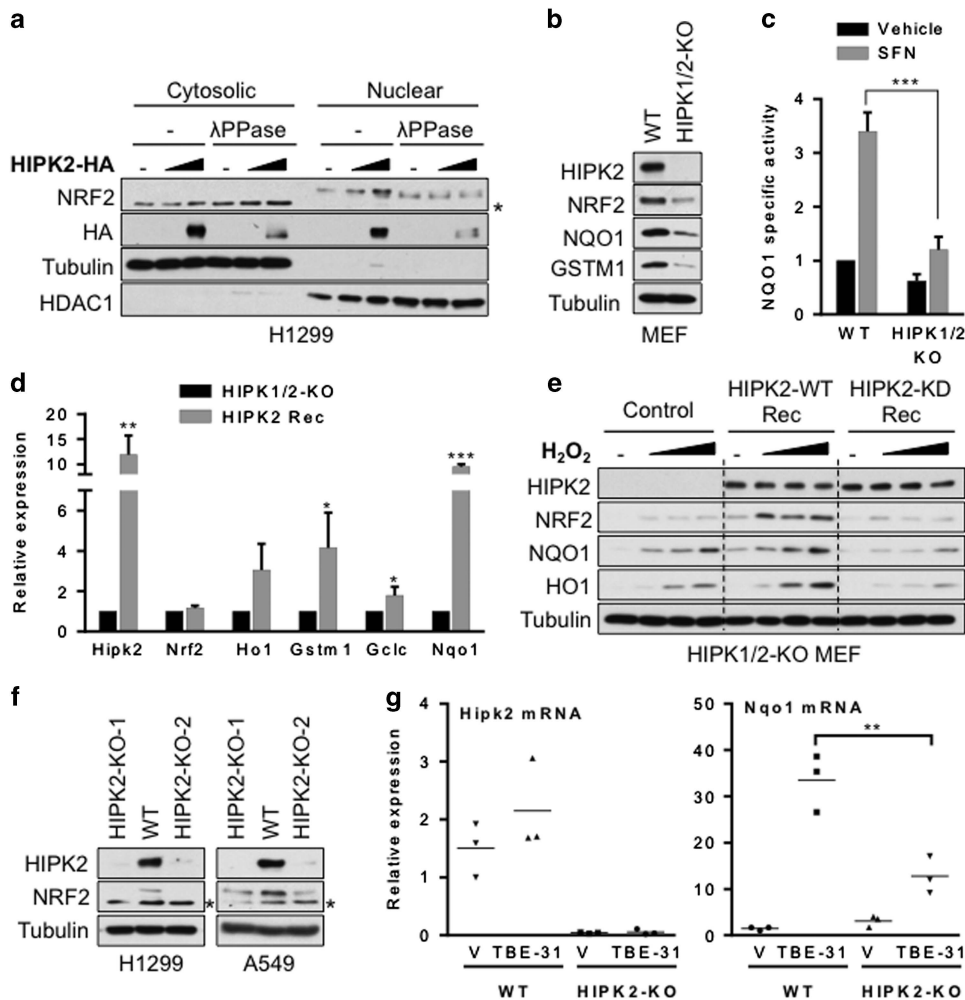 a
Cytosolic Nuclear
- λPPase - λPPase
HIPK2-HA - - - -
NRF2
*
HA
Tubulin
HDAC1
H1299
b
WT HIPK1/2-KO
HIPK2
NRF2
NQO1
GSTM1
Tubulin
MEF
c
Vehicle
SFN
NQO1 specific activity
4
3
2
1
0
***
WT HIPK1/2
KO
d
HIPK1/2-KO
HIPK2 Rec
Relative expression
20
15
10
6
4
2
0
** * * ***
Hipk2 Nrf2 Ho1 Gstm1 Gclc Nqo1
e
HIPK2-WT HIPK2-KD
Control Rec Rec
H2O2 - - -
HIPK2
NRF2
NQO1
HO1
Tubulin
HIPK1/2-KO MEF
f
HIPK2-KO-1 WT HIPK2-KO-2 HIPK2-KO-1 WT HIPK2-KO-2
HIPK2
NRF2 * *
Tubulin
H1299 A549
g
Relative expression
4
3
2
1
0
Hipk2 mRNA
V TBE-31 V TBE-31
WT HIPK2-KO
50
40
30
20
10
0
Nqo1 mRNA
**
V TBE-31 V TBE-31
WT HIPK2-KO